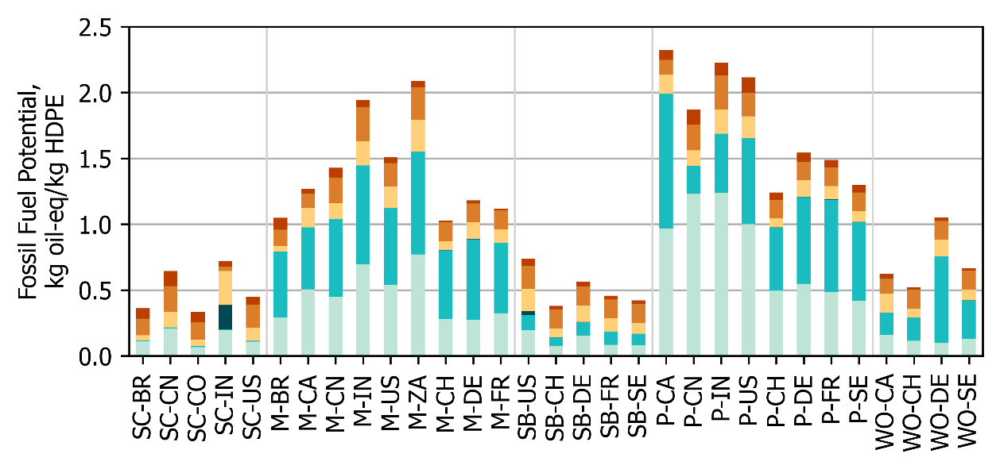 Fossil Fuel Potential,
kg oil-eq/kg HDPE
2.5
2.0
1.5
1.0
0.5
0.0
SC-BR
SC-CN
SC-CO
SC-IN
SC-US
M-BR
M-CA
M-CN
M-IN
M-US
M-ZA
M-CH
M-DE
M-FR
SB-US
SB-CH
SB-DE
SB-FR
SB-SE
P-CA
P-CN
P-IN
P-US
P-CH
P-DE
P-FR
P-SE
WO-CA
WO-CH
WO-DE
WO-SE